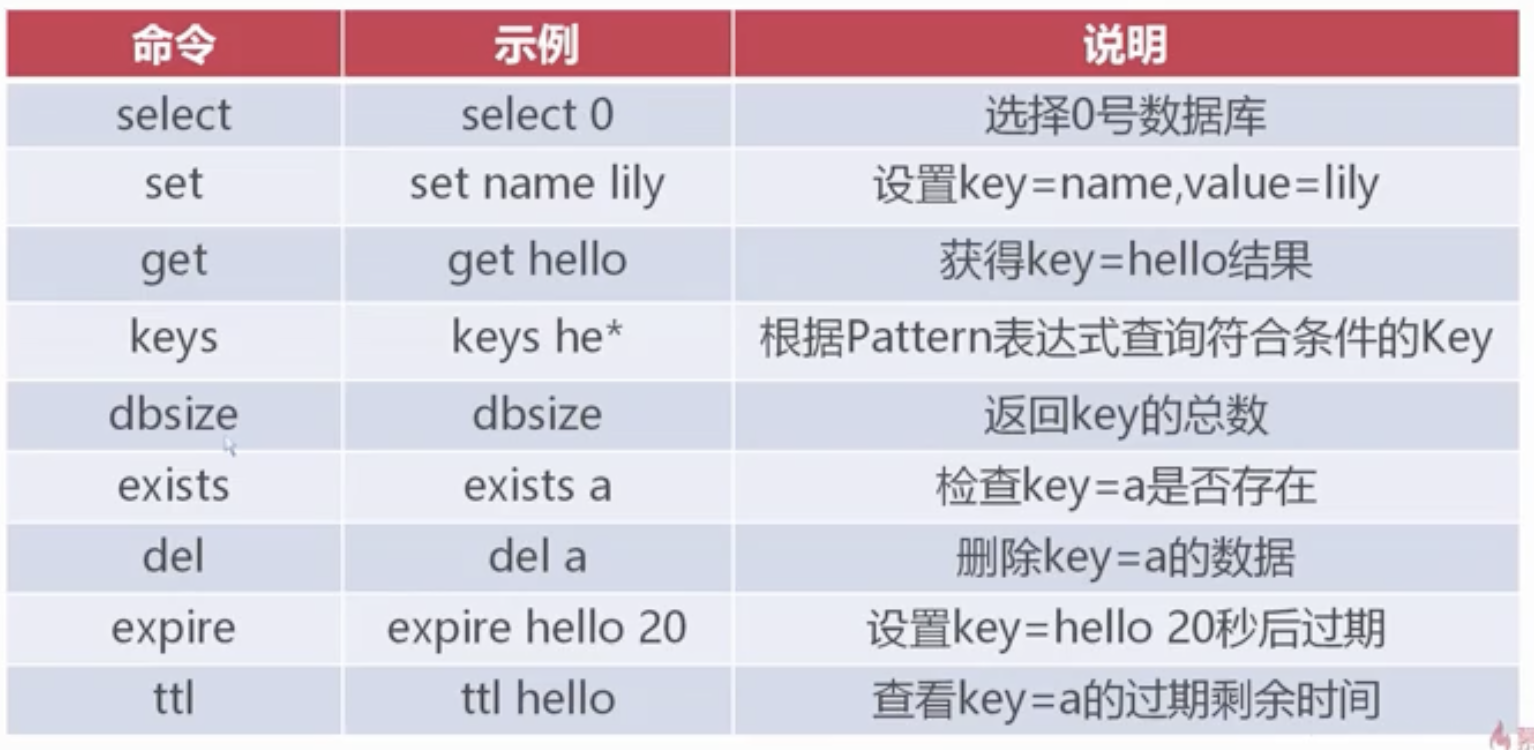 命令 示例 说明
select select 0 选择0号数据库
set set name lily 设置key=name,value=lily
get get hello 获得key=hello结果
keys keys he* 根据Pattern表达式查询符合条件的Key
dbsize dbsize 返回key的总数
exists exists a 检查key=a是否存在
del del a 删除key=a的数据
expire expire hello 20 设置key=hello 20秒后过期
ttl ttl hello 查看key=a的过期剩余时间